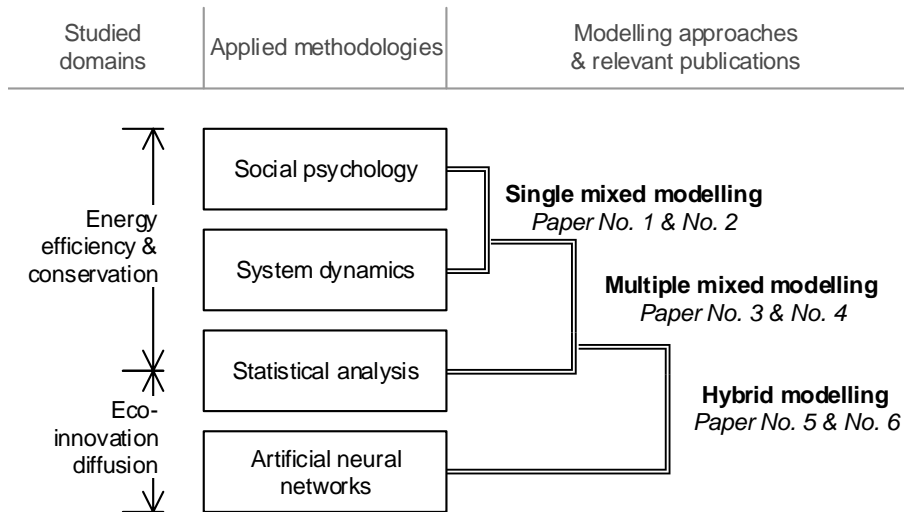 Studied
domains
Applied methodologies
Modelling approaches
& relevant publications
Energy
efficiency &
conservation
Eco-
innovation
diffusion
Social psychology
System dynamics
Statistical analysis
Artificial neural
networks
Single mixed modelling
Paper No. 1 & No. 2
Multiple mixed modelling
Paper No. 3 & No. 4
Hybrid modelling
Paper No. 5 & No. 6